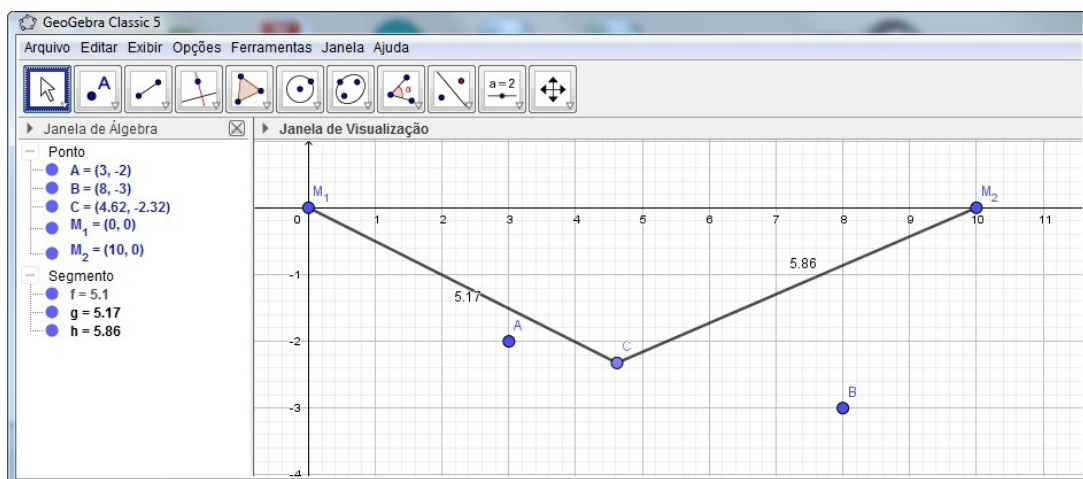 GeoGebra Classic 5
Arquivo Editar Exibir Opções Ferramentas Janela Ajuda
A
α
a=2
Janela de Álgebra
Janela de Visualização
Ponto
A = (3, -2)
B = (8, -3)
C = (4.62, -2.32)
M1 = (0, 0)
M2 = (10, 0)
Segmento
f = 5.1
g = 5.17
h = 5.86
M1
M2
0 1 2 3 4 5 6 7 8 9 10 11
5.86
-1
5.17
A
-2
C
B
-3
-4